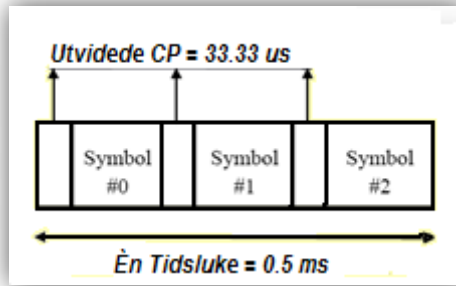 Utvidede CP = 33.33 us
Symbol #0
Symbol #1
Symbol #2
Èn Tidsluke = 0.5 ms